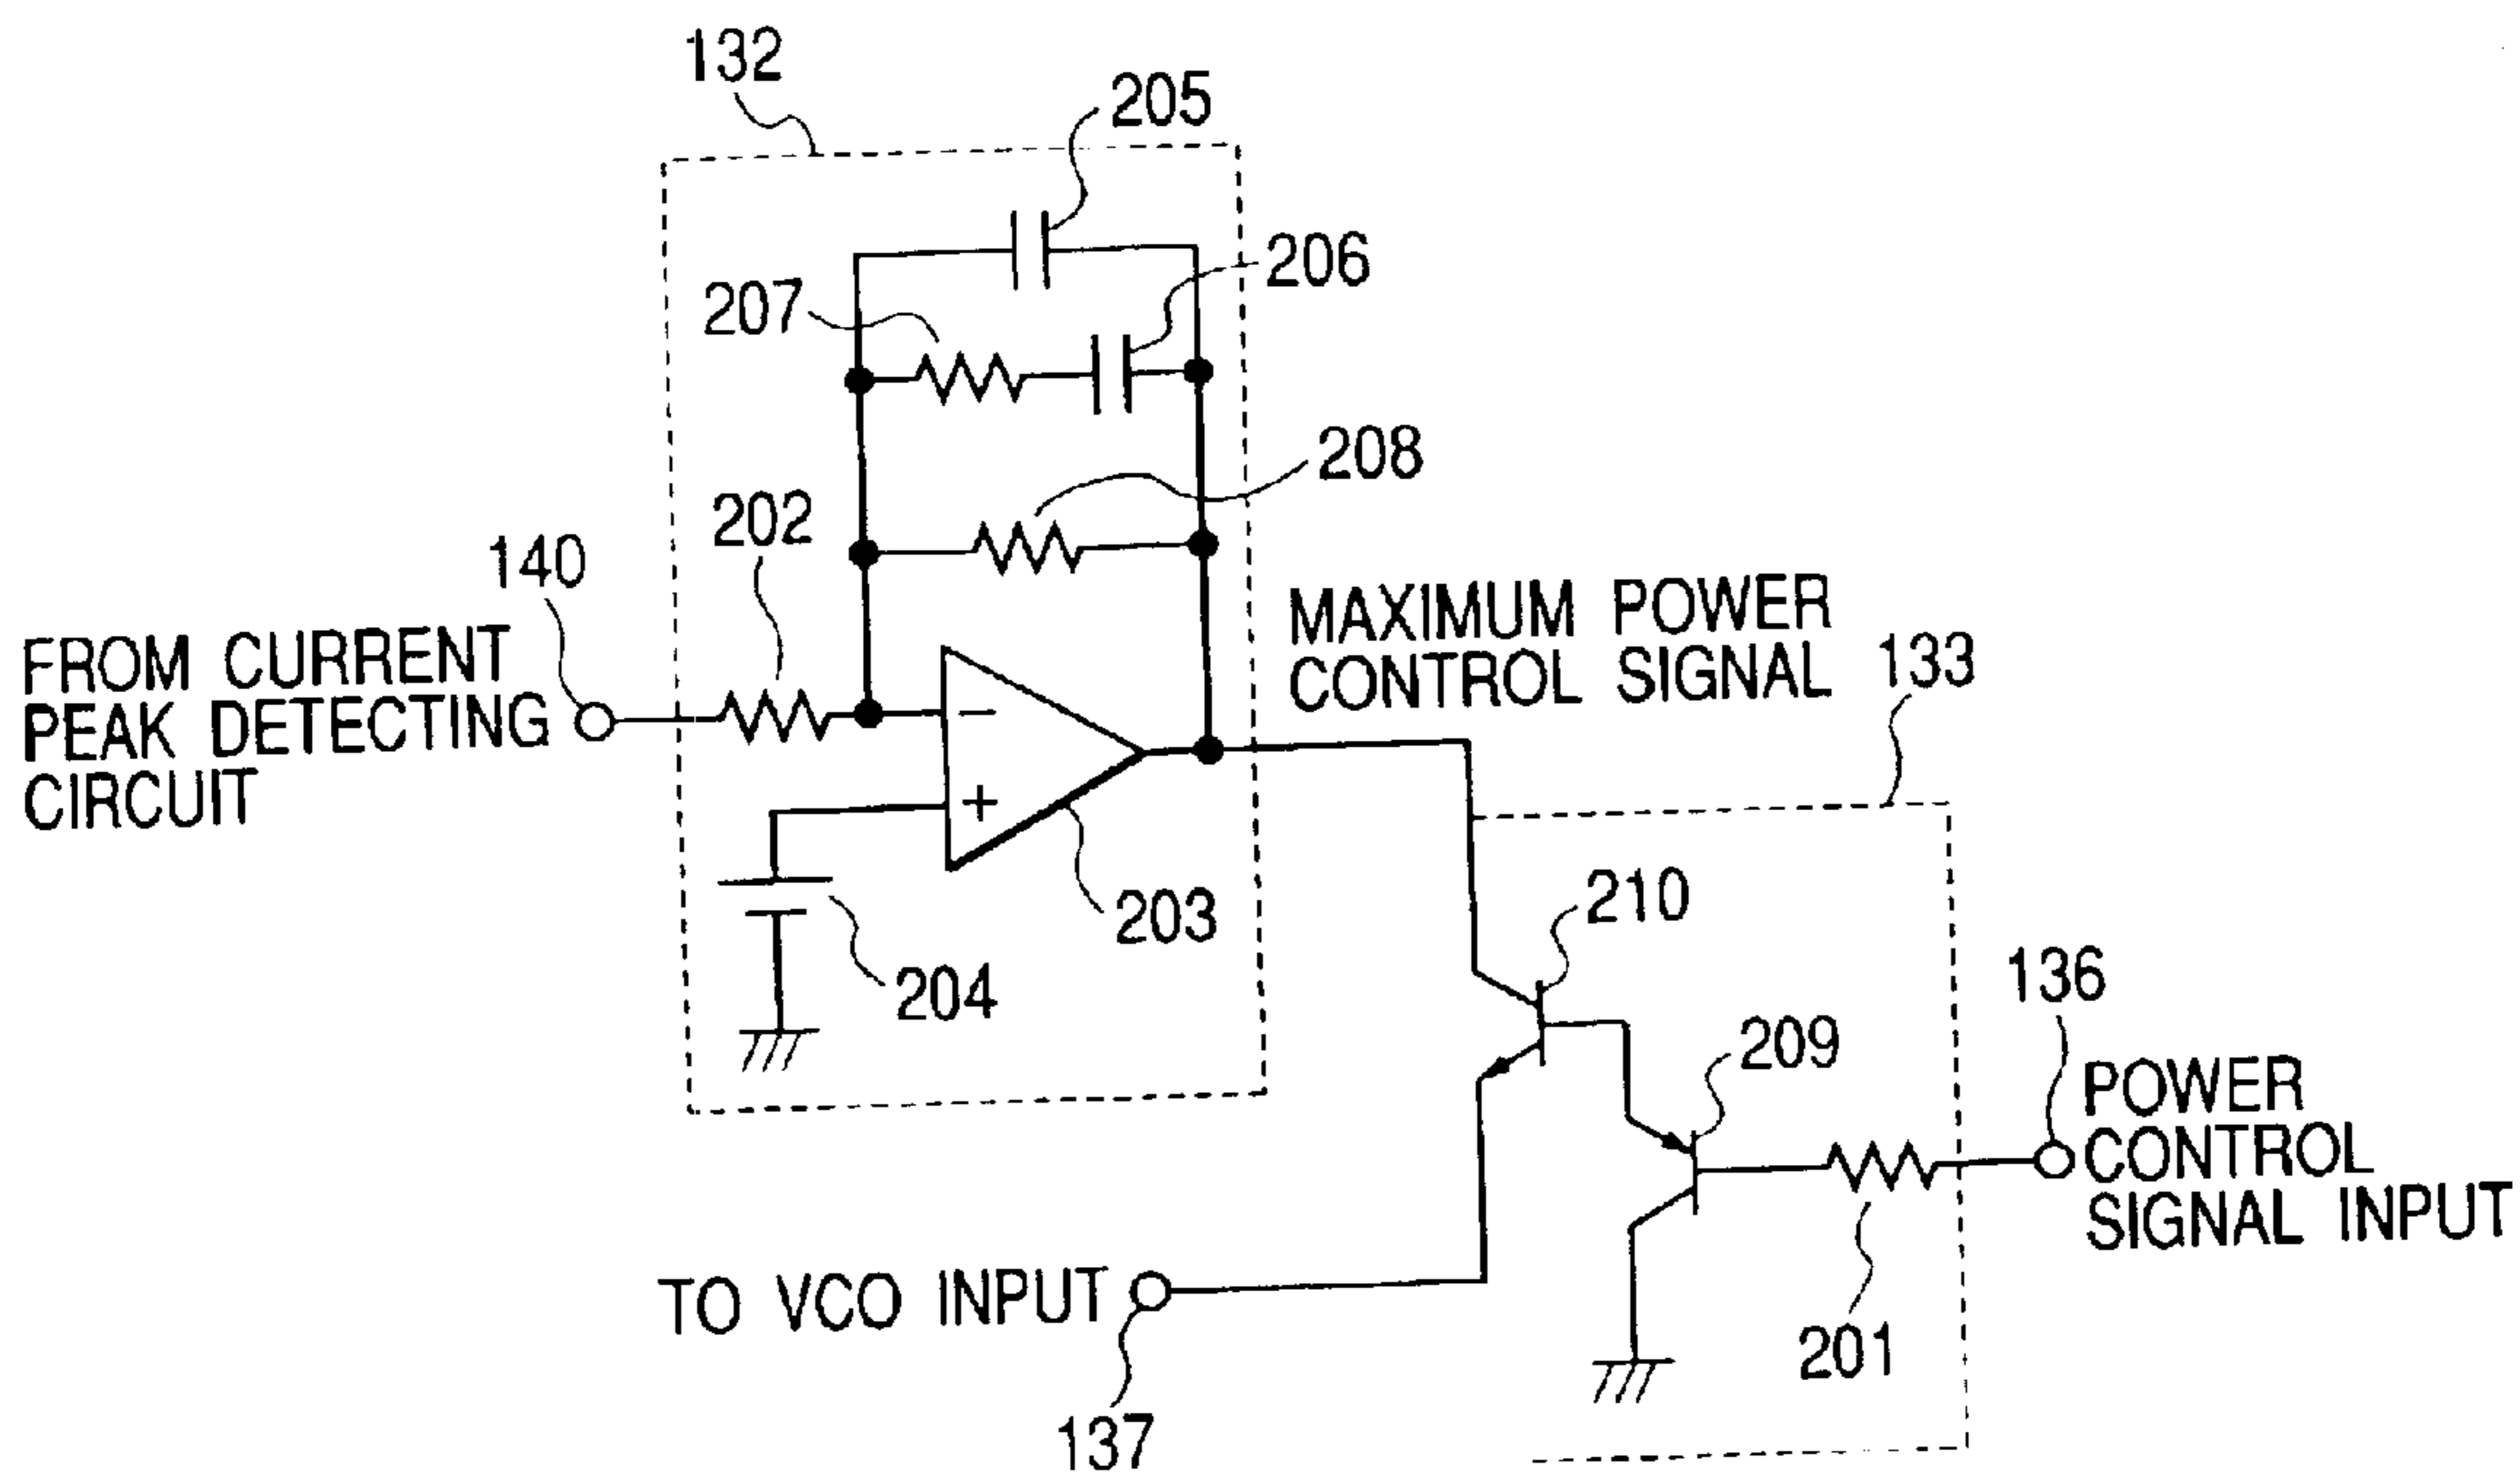 132
205
206
207
208
202
140
FROM CURRENT
PEAK DETECTING
CIRCUIT
MAXIMUM POWER
CONTROL SIGNAL
133
−
+
203
204
210
209
136
POWER
CONTROL
SIGNAL INPUT
201
TO VCO INPUT
137